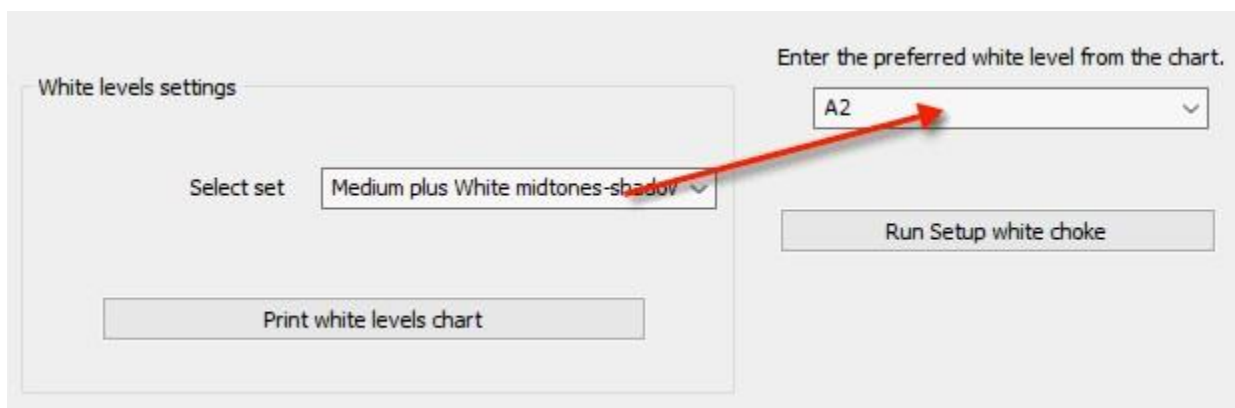 Enter the preferred white level from the chart.
White levels settings
A2
Select set Medium plus White midtones-shadov
Run Setup white choke
Print white levels chart